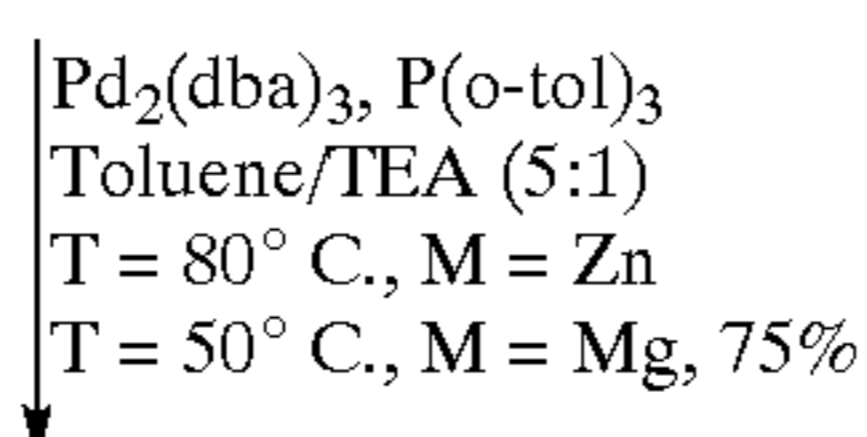 Pd₂(dba)₃, P(o-tol)₃
Toluene/TEA (5:1)
T = 80° C., M = Zn
T = 50° C., M = Mg, 75%